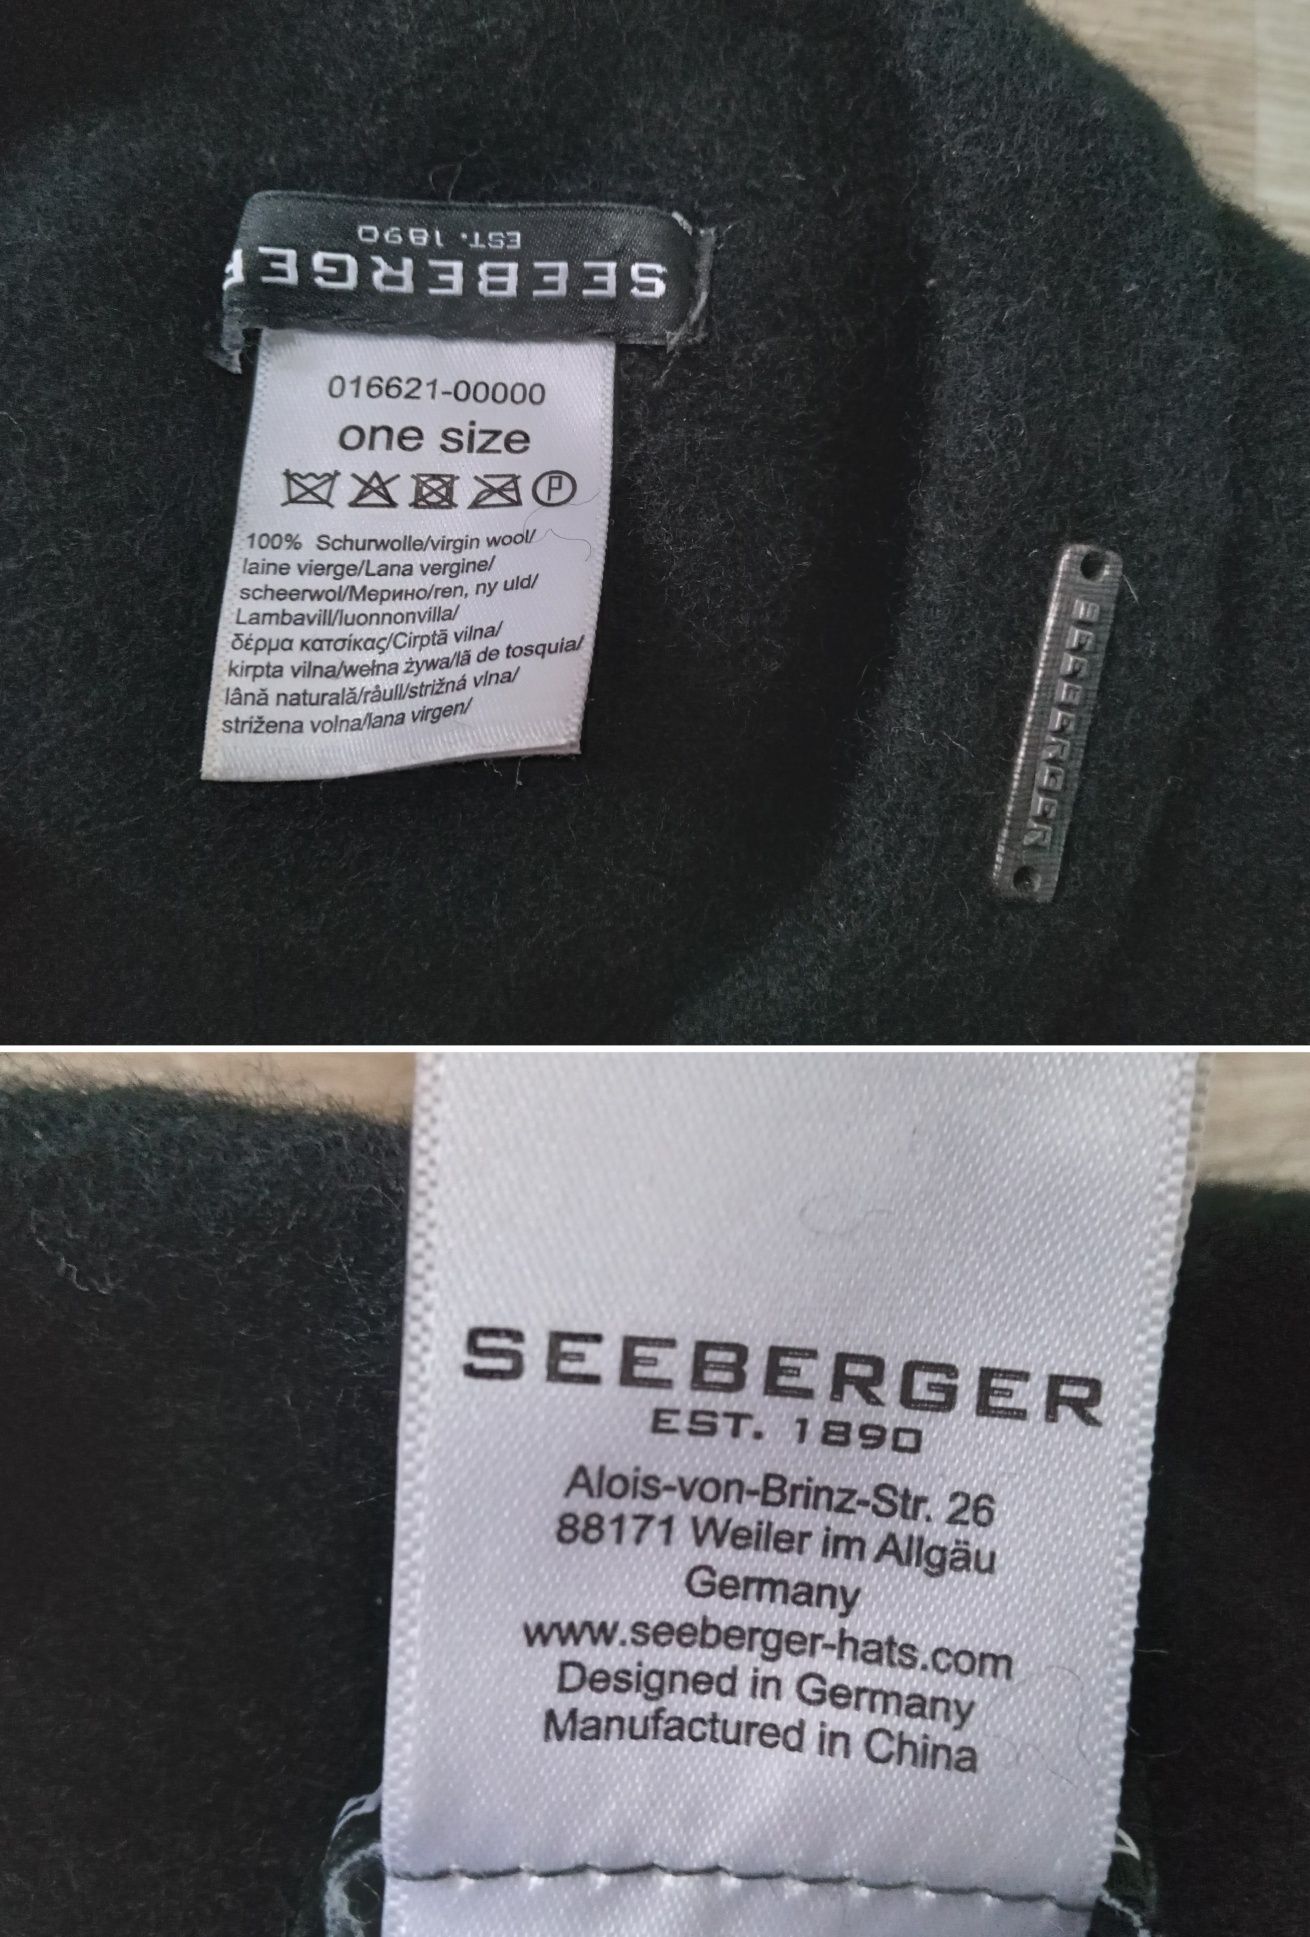 SEEBERGER
EST. 1890
016621-00000
one size
P
100% Schurwolle/virgin wool/
laine vierge/Lana vergine/
scheerwol/Мерино/ren, ny uld/
Lambavill/luonnonvilla/
δέρμα κατσίκας/Cirptā vilna/
kirpta vilna/wełna żywa/lã de tosquia/
lână naturală/råull/strižná vlna/
strižena volna/lana virgen/
SEEBERGER
SEEBERGER
EST. 1890
Alois-von-Brinz-Str. 26
88171 Weiler im Allgäu
Germany
www.seeberger-hats.com
Designed in Germany
Manufactured in China